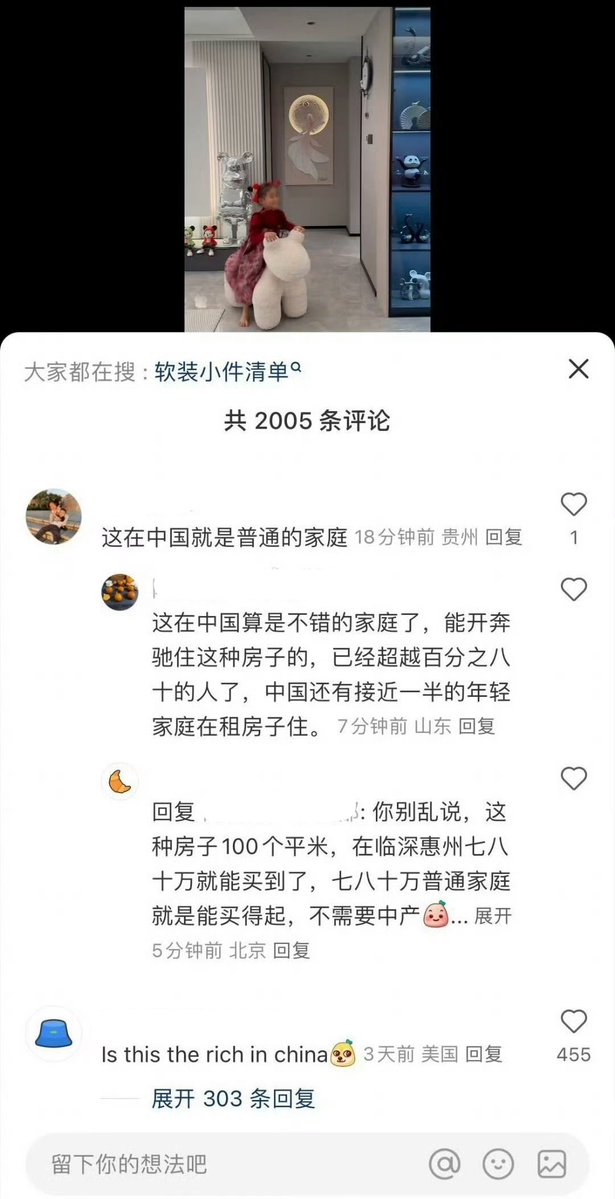 大家都在搜：软装小件清单
共 2005 条评论
这在中国就是普通的家庭 18分钟前 贵州 回复
1
这在中国算是不错的家庭了，能开奔
驰住这种房子的，已经超越百分之八
十的人了，中国还有接近一半的年轻
家庭在租房子住。 7分钟前 山东 回复
回复 : 你别乱说，这
种房子100个平米，在临深惠州七八
十万就能买到了，七八十万普通家庭
就是能买得起，不需要中产... 展开
5分钟前 北京 回复
Is this the rich in china 3天前 美国 回复
455
展开 303 条回复
留下你的想法吧